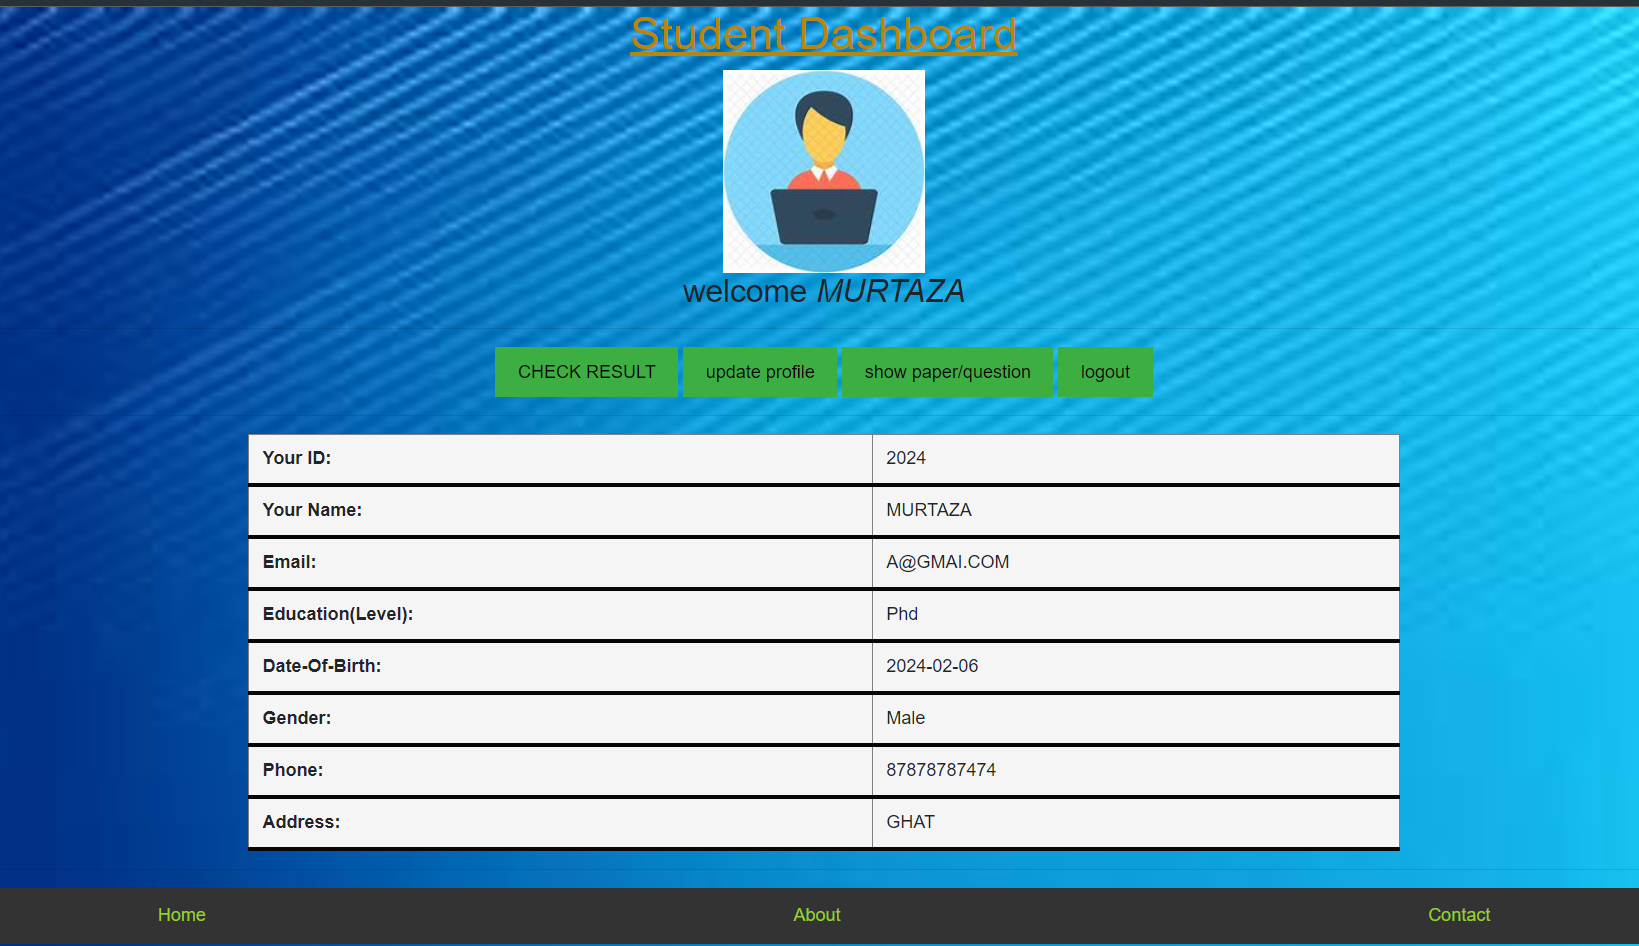 Student Dashboard
welcome MURTAZA
CHECK RESULT update profile show paper/question logout
Your ID: 2024
Your Name: MURTAZA
Email: A@GMAI.COM
Education(Level): Phd
Date-Of-Birth: 2024-02-06
Gender: Male
Phone: 87878787474
Address: GHAT
Home About Contact